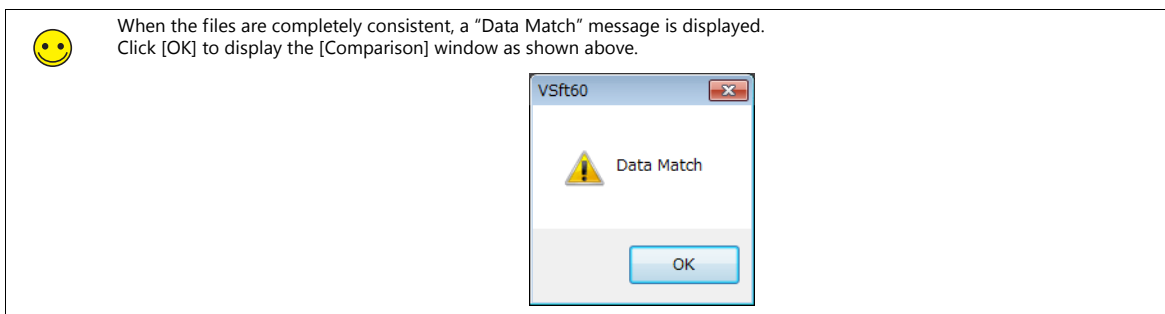 When the files are completely consistent, a “Data Match” message is displayed.
Click [OK] to display the [Comparison] window as shown above.
VSft60
Data Match
OK